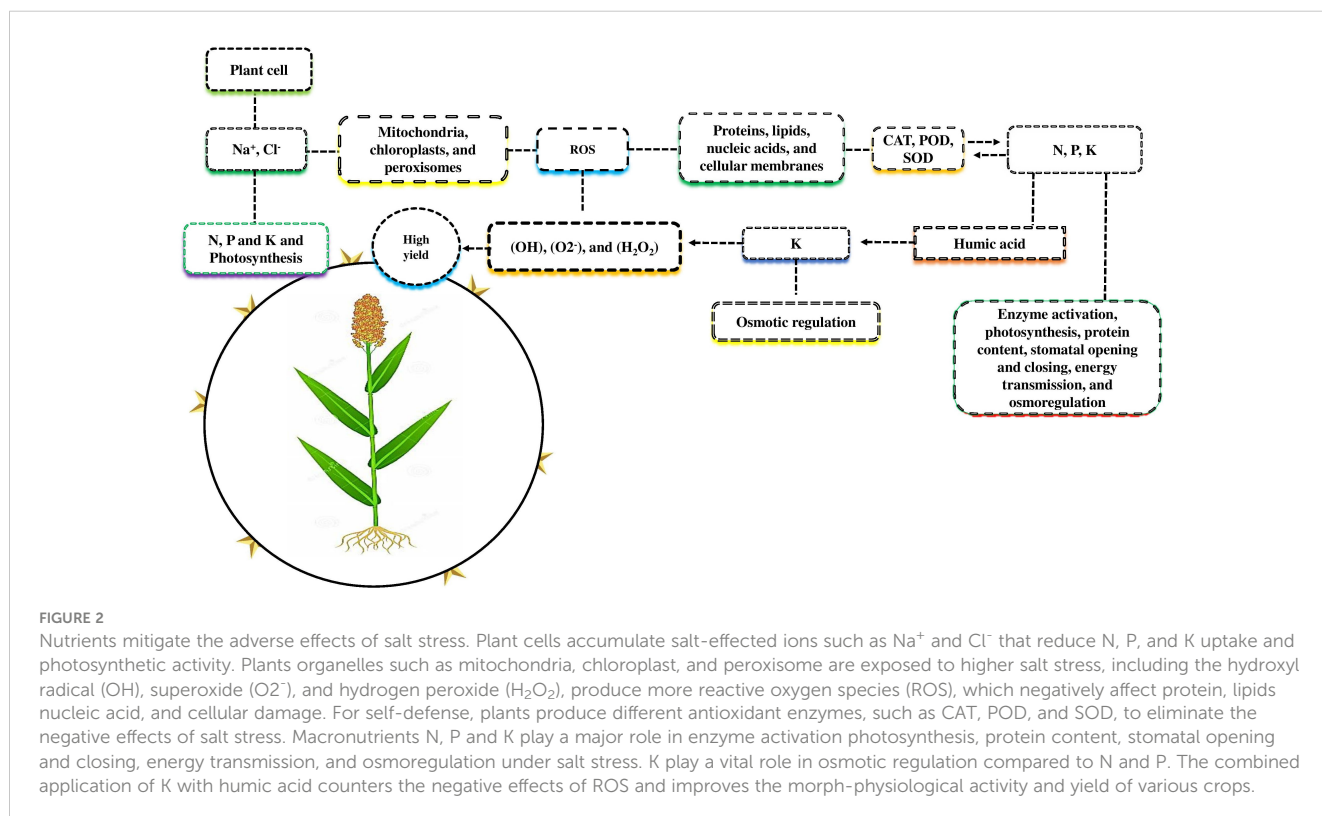 Plant cell
Na⁺, Cl⁻
Mitochondria,
chloroplasts, and
peroxisomes
ROS
Proteins, lipids,
nucleic acids, and
cellular membranes
CAT, POD,
SOD
N, P, K
N, P and K and
Photosynthesis
High
yield
(OH), (O2⁻), and (H₂O₂)
K
Humic acid
Osmotic regulation
Enzyme activation,
photosynthesis, protein
content, stomatal opening
and closing, energy
transmission, and
osmoregulation
FIGURE 2
Nutrients mitigate the adverse effects of salt stress. Plant cells accumulate salt-effected ions such as Na⁺ and Cl⁻ that reduce N, P, and K uptake and
photosynthetic activity. Plants organelles such as mitochondria, chloroplast, and peroxisome are exposed to higher salt stress, including the hydroxyl
radical (OH), superoxide (O2⁻), and hydrogen peroxide (H₂O₂), produce more reactive oxygen species (ROS), which negatively affect protein, lipids
nucleic acid, and cellular damage. For self-defense, plants produce different antioxidant enzymes, such as CAT, POD, and SOD, to eliminate the
negative effects of salt stress. Macronutrients N, P and K play a major role in enzyme activation photosynthesis, protein content, stomatal opening
and closing, energy transmission, and osmoregulation under salt stress. K play a vital role in osmotic regulation compared to N and P. The combined
application of K with humic acid counters the negative effects of ROS and improves the morph-physiological activity and yield of various crops.